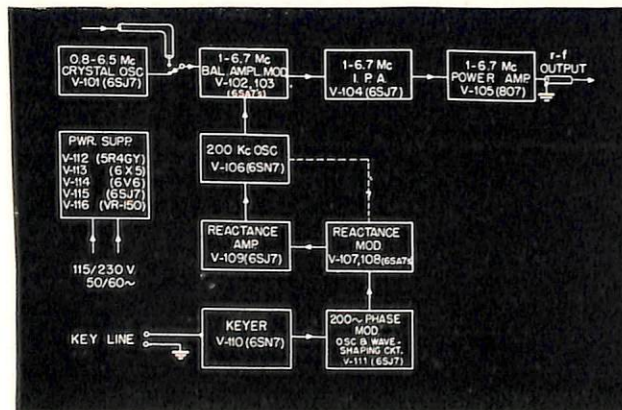 0.8-6.5 Mc
CRYSTAL OSC
V-101 (6SJ7)
1-6.7 Mc
BAL. AMPL. MOD
V-102, 103
(6SA7's)
1-6.7 Mc
I. P. A.
V-104 (6SJ7)
1-6.7 Mc
POWER AMP
V-105 (807)
r-f
OUTPUT
PWR. SUPP.
V-112 (5R4GY)
V-113 (6X5)
V-114 (6V6)
V-115 (6SJ7)
V-116 (VR-150)
115/230 V.
50/60~
200 Kc OSC
V-106 (6SN7)
REACTANCE
AMP.
V-109 (6SJ7)
REACTANCE
MOD.
V-107, 108 (6SA7's)
KEY LINE
KEYER
V-110 (6SN7)
200~ PHASE
MOD
OSC & WAVE-
SHAPING CKT.
V-111 (6SJ7)